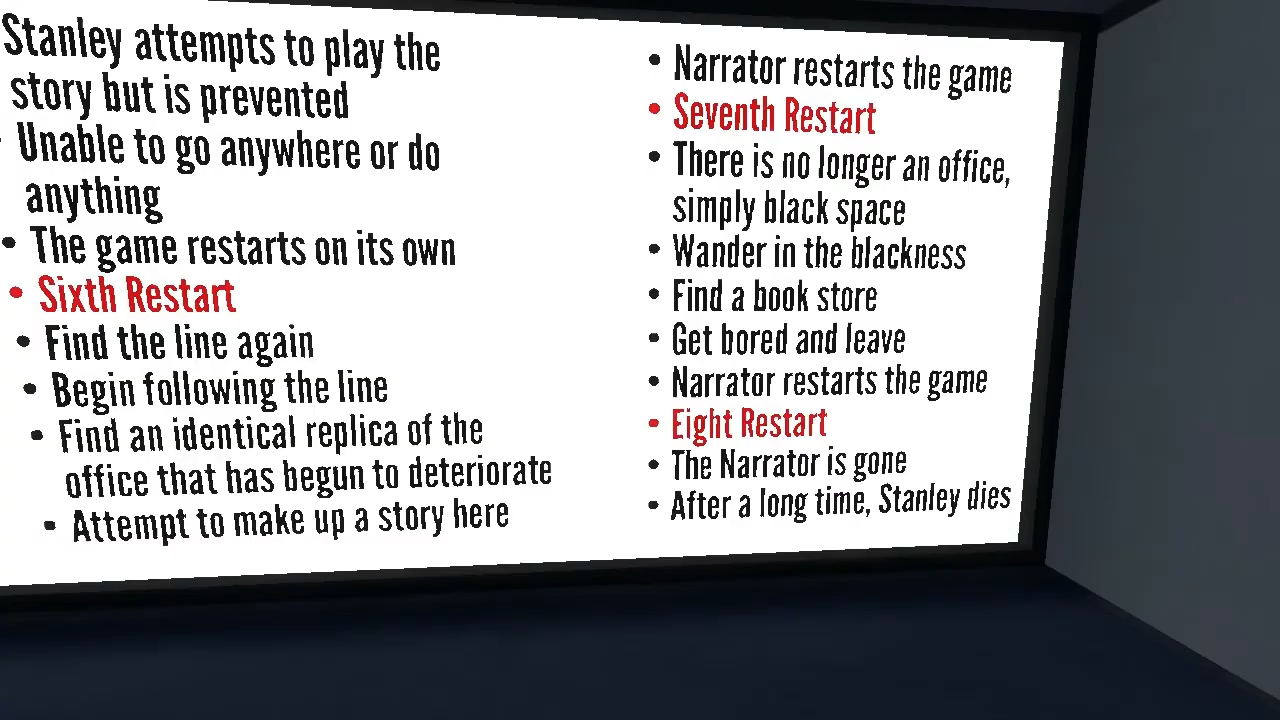 Stanley attempts to play the
story but is prevented
Unable to go anywhere or do
anything
• The game restarts on its own
• Sixth Restart
• Find the line again
• Begin following the line
• Find an identical replica of the
office that has begun to deteriorate
• Attempt to make up a story here
• Narrator restarts the game
• Seventh Restart
• There is no longer an office,
simply black space
• Wander in the blackness
• Find a book store
• Get bored and leave
• Narrator restarts the game
• Eight Restart
• The Narrator is gone
• After a long time, Stanley dies